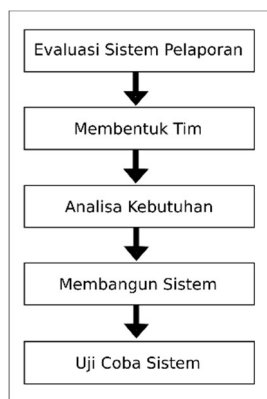 Evaluasi Sistem Pelaporan
Membentuk Tim
Analisa Kebutuhan
Membangun Sistem
Uji Coba Sistem